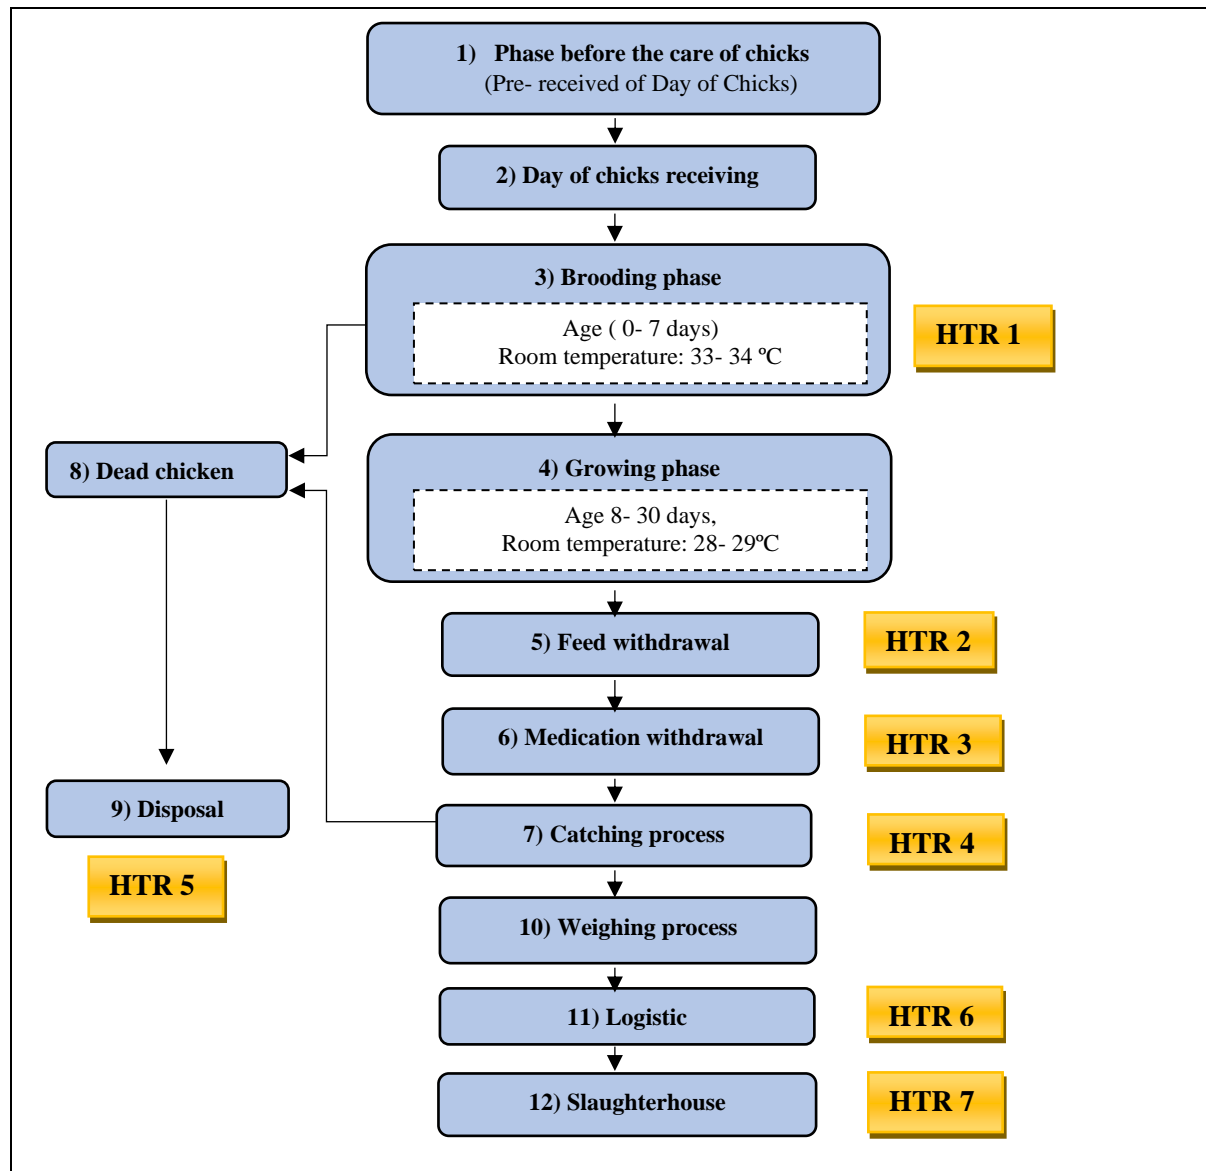 1) Phase before the care of chicks
(Pre- received of Day of Chicks)
2) Day of chicks receiving
3) Brooding phase
Age ( 0- 7 days)
Room temperature: 33- 34 ºC
HTR 1
8) Dead chicken
4) Growing phase
Age 8- 30 days,
Room temperature: 28- 29ºC
5) Feed withdrawal
HTR 2
6) Medication withdrawal
HTR 3
9) Disposal
7) Catching process
HTR 4
HTR 5
10) Weighing process
11) Logistic
HTR 6
12) Slaughterhouse
HTR 7